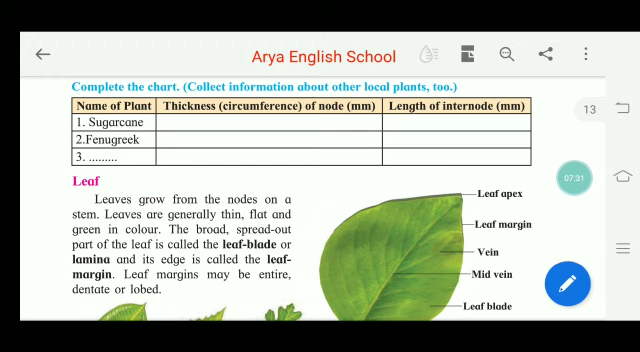 Arya English School
Complete the chart. (Collect information about other local plants, too.)
Name of Plant Thickness (circumference) of node (mm) Length of internode (mm)
1. Sugarcane
2.Fenugreek
3. .........
13
07:31
Leaf
Leaves grow from the nodes on a
stem. Leaves are generally thin, flat and
green in colour. The broad, spread-out
part of the leaf is called the leaf-blade or
lamina and its edge is called the leaf-
margin. Leaf margins may be entire,
dentate or lobed.
Leaf apex
Leaf margin
Vein
Mid vein
Leaf blade